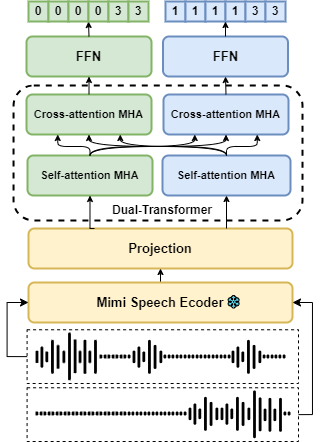 0 0 0 0 3 3 1 1 1 1 3 3
FFN FFN
Cross-attention MHA Cross-attention MHA
Self-attention MHA Self-attention MHA
Dual-Transformer
Projection
Mimi Speech Ecoder